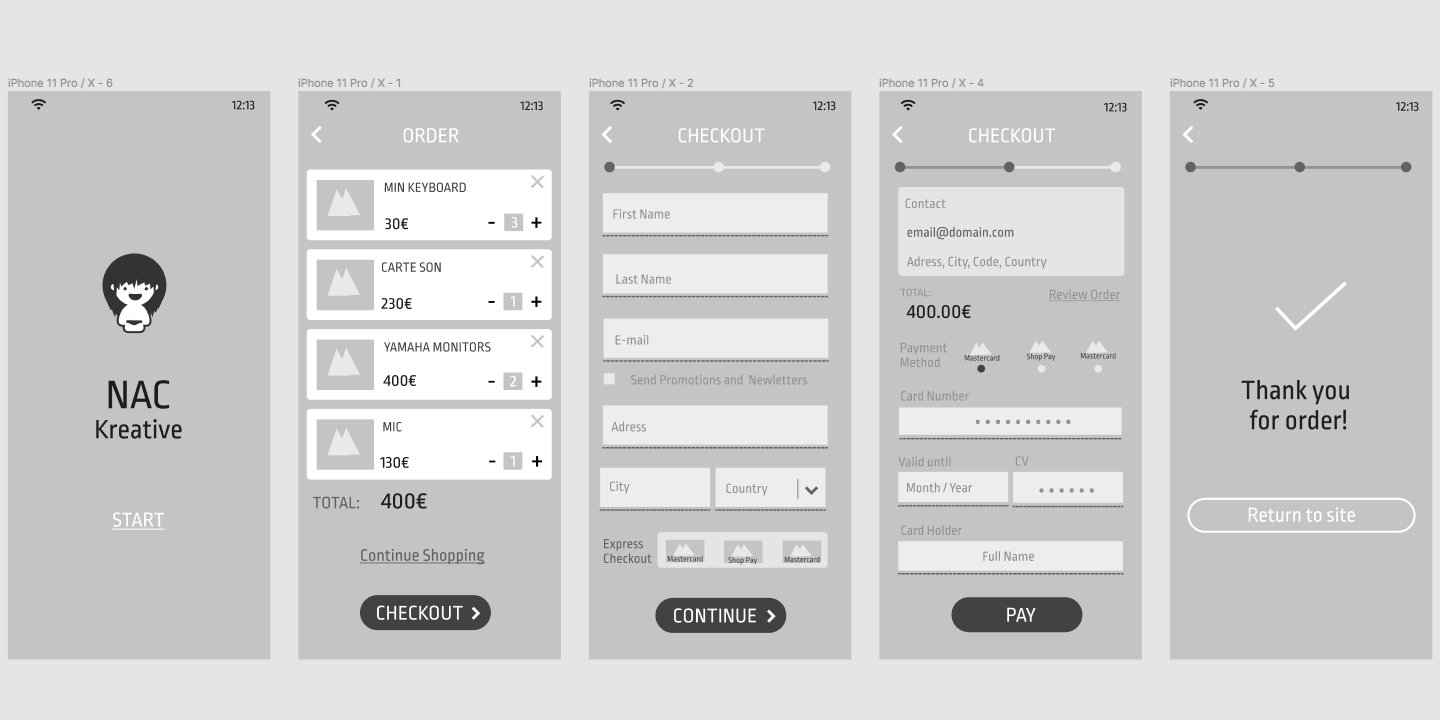 iPhone 11 Pro / X - 6
12:13
NAC
Kreative
START
iPhone 11 Pro / X - 1
12:13
ORDER
MIN KEYBOARD
30€
- 3 +
CARTE SON
230€
- 1 +
YAMAHA MONITORS
400€
- 2 +
MIC
130€
- 1 +
TOTAL: 400€
Continue Shopping
CHECKOUT
iPhone 11 Pro / X - 2
12:13
CHECKOUT
First Name
Last Name
E-mail
Send Promotions and Newletters
Adress
City
Country
Express
Checkout
Mastercard
Shop Pay
Mastercard
CONTINUE
iPhone 11 Pro / X - 4
12:13
CHECKOUT
Contact
email@domain.com
Adress, City, Code, Country
TOTAL:
Review Order
400.00€
Payment
Method
Mastercard
Shop Pay
Mastercard
Card Number
Valid until
CV
Month / Year
Card Holder
Full Name
PAY
iPhone 11 Pro / X - 5
12:13
Thank you
for order!
Return to site